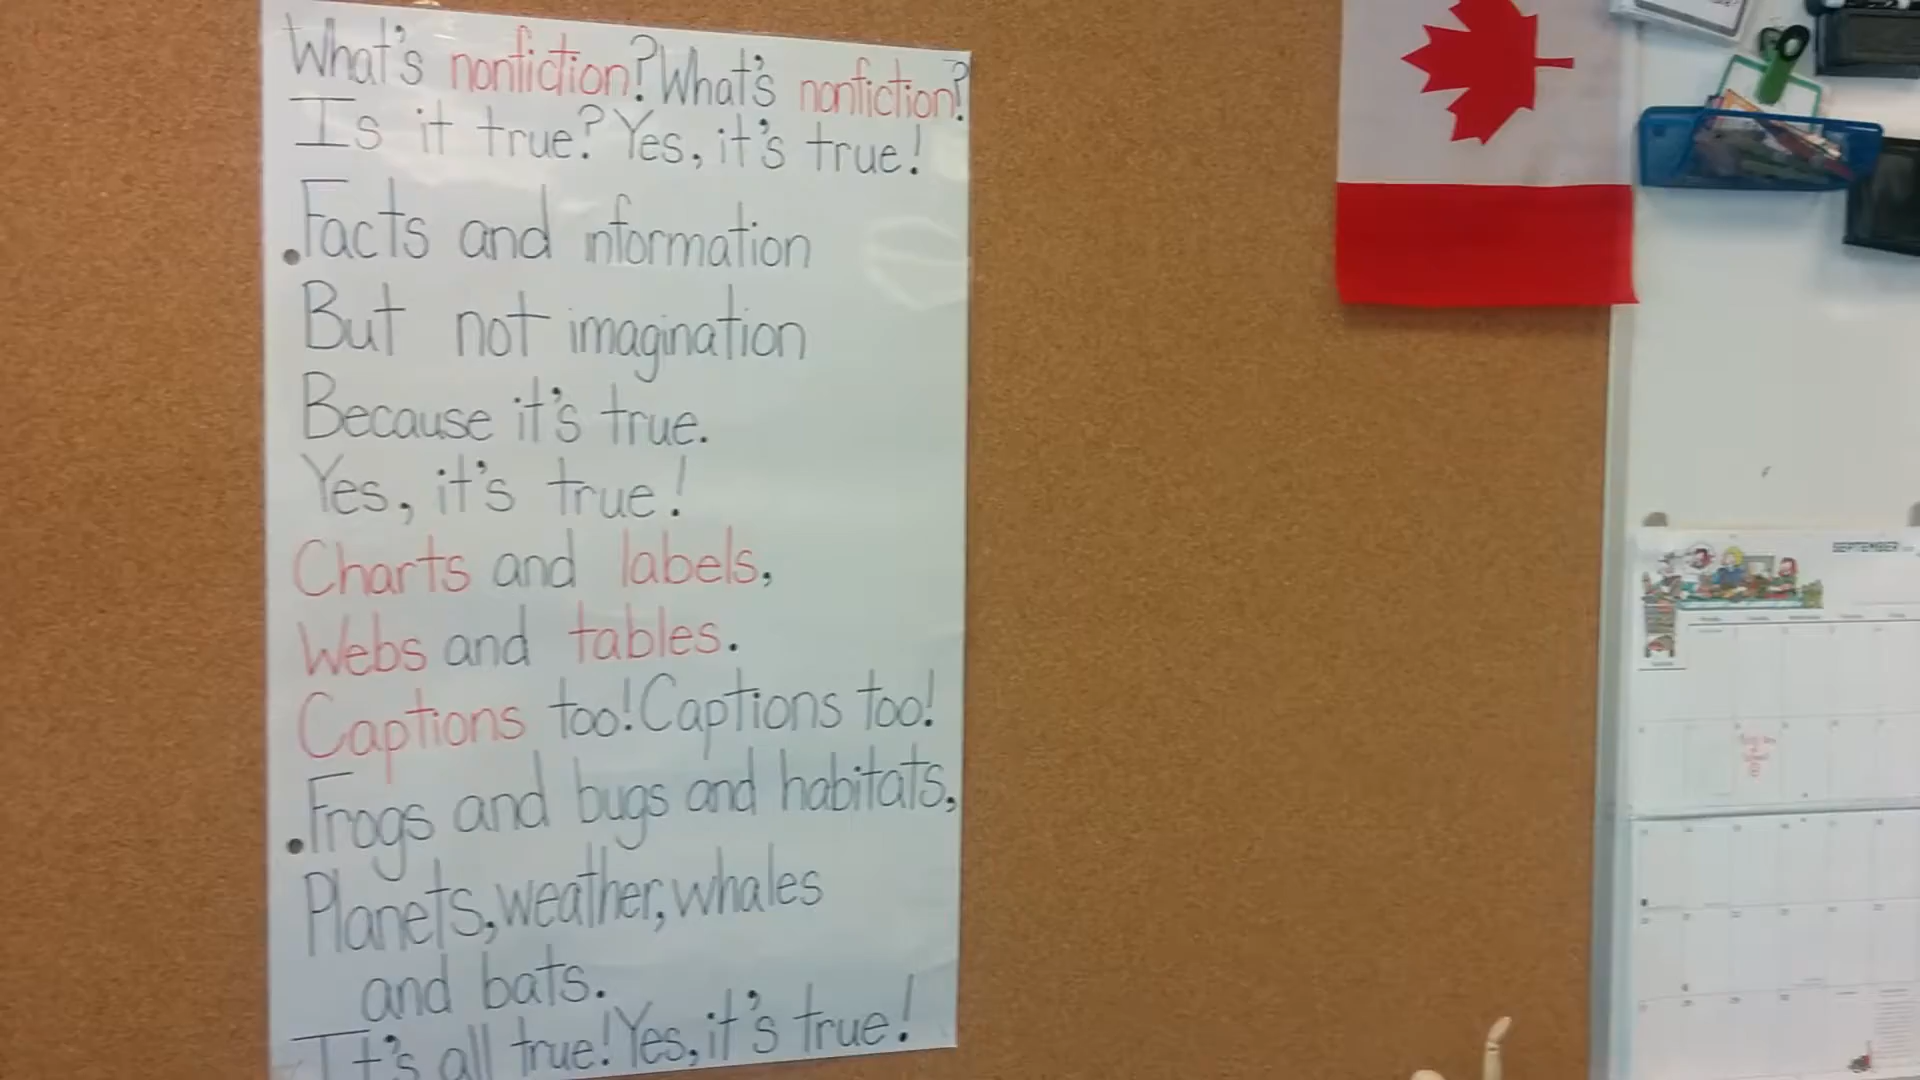 What's nonfiction? What's nonfiction?
Is it true? Yes, it's true!
Facts and information
But not imagination
Because it's true.
Yes, it's true!
Charts and labels,
Webs and tables.
Captions too! Captions too!
Frogs and bugs and habitats,
Planets, weather, whales
and bats.
It's all true! Yes, it's true!
SEPTEMBER